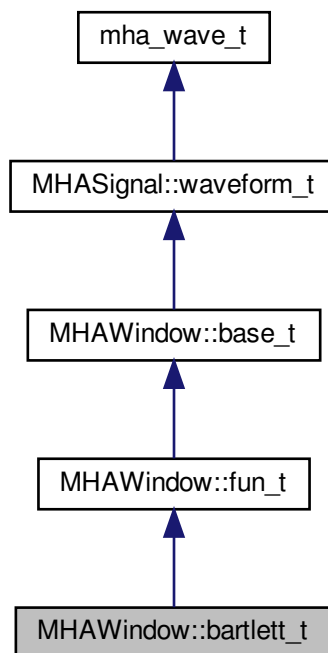 mha_wave_t
MHASignal::waveform_t
MHAWindow::base_t
MHAWindow::fun_t
MHAWindow::bartlett_t